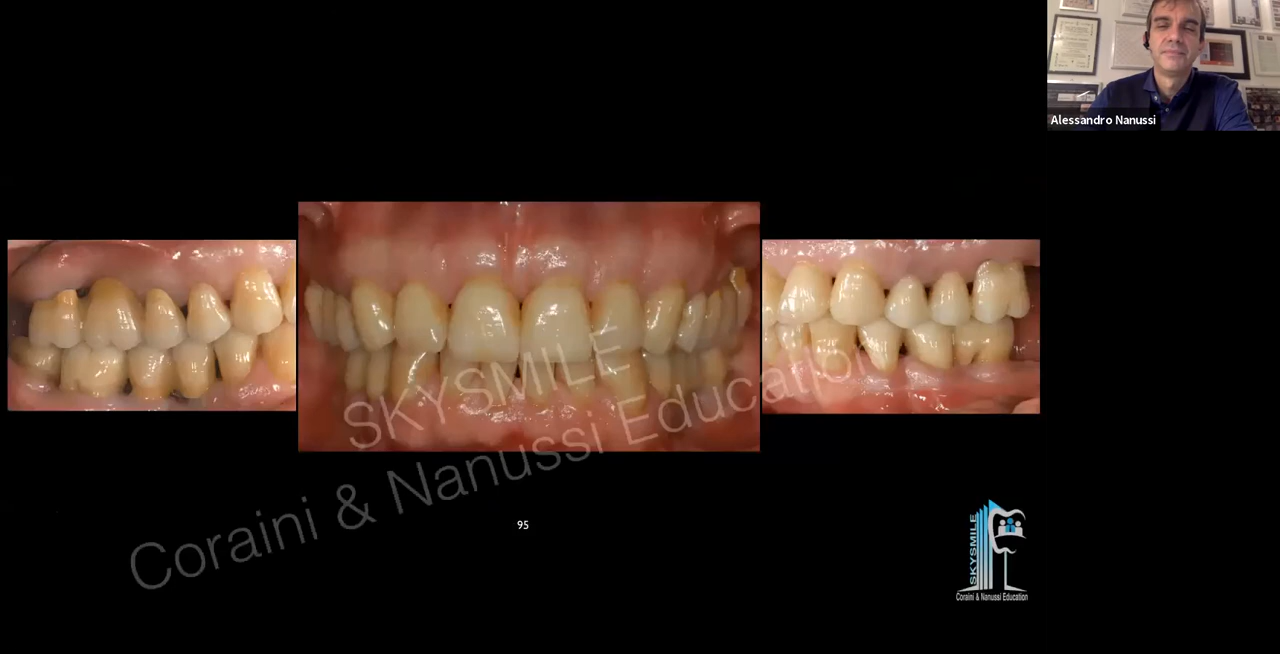 Alessandro Nanussi
SKYSMILE
Coraini & Nanussi Education
95
SKYSMILE
Coraini & Nanussi Education